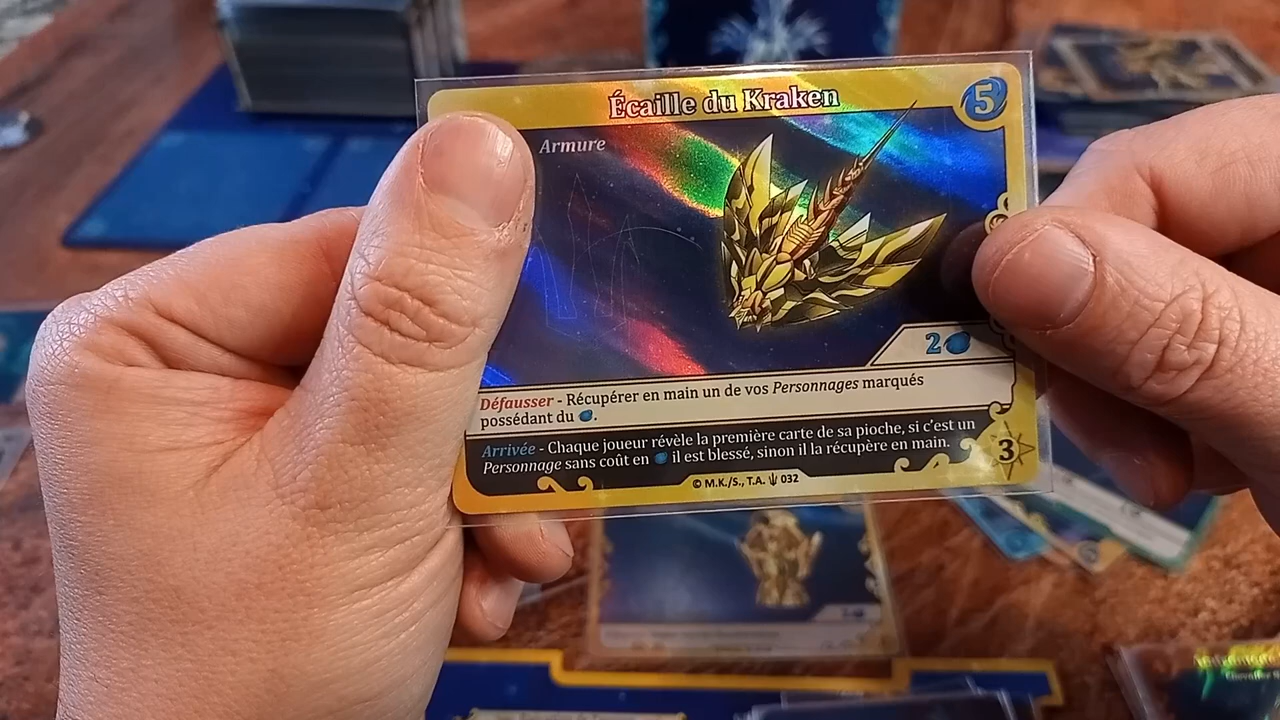 Écaille du Kraken
5
Armure
2
Défausser - Récupérer en main un de vos Personnages marqués
possédant du .
Arrivée - Chaque joueur révèle la première carte de sa pioche, si c'est un
Personnage sans coût en il est blessé, sinon il la récupère en main.
3
© M.K./S., T.A. 032